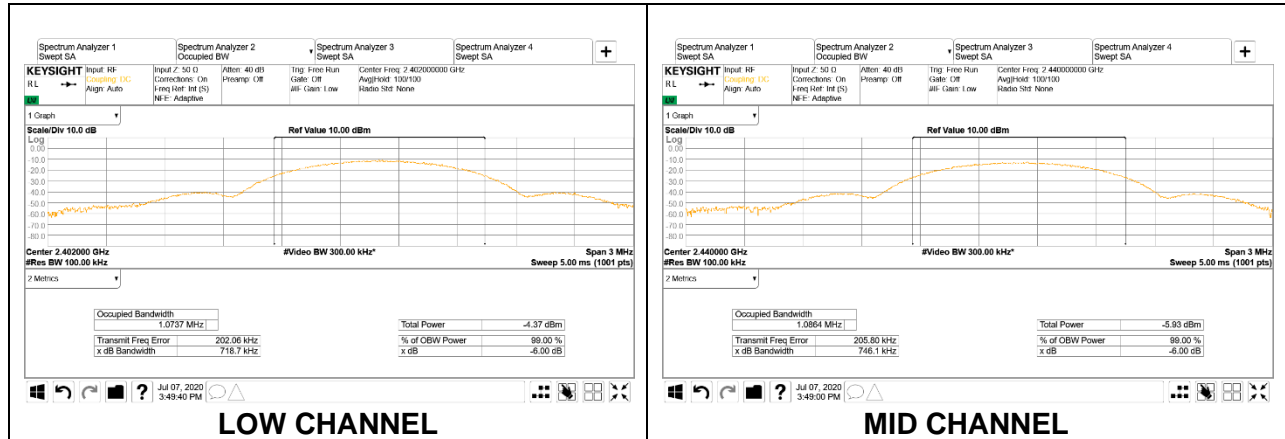 Spectrum Analyzer 1
Swept SA
Spectrum Analyzer 2
Occupied BW
Spectrum Analyzer 3
Swept SA
Spectrum Analyzer 4
Swept SA
+
KEYSIGHT
RL
Input: RF
Coupling: DC
Align: Auto
Input Z: 50 Ω
Corrections: On
Freq Ref: Int (S)
NFE: Adaptive
Atten: 40 dB
Preamp: Off
Trig: Free Run
Gate: Off
#IF Gain: Low
Center Freq: 2.402000000 GHz
Avg|Hold: 100/100
Radio Std: None
1 Graph
Scale/Div 10.0 dB
Ref Value 10.00 dBm
Log
0.00
-10.0
-20.0
-30.0
-40.0
-50.0
-60.0
-70.0
-80.0
Center 2.402000 GHz
#Video BW 300.00 kHz*
Span 3 MHz
#Res BW 100.00 kHz
Sweep 5.00 ms (1001 pts)
2 Metrics
Occupied Bandwidth
1.0737 MHz
Transmit Freq Error 202.06 kHz
x dB Bandwidth 718.7 kHz
Total Power -4.37 dBm
% of OBW Power 99.00 %
x dB -6.00 dB
?
Jul 07, 2020
3:49:40 PM
LOW CHANNEL
Spectrum Analyzer 1
Swept SA
Spectrum Analyzer 2
Occupied BW
Spectrum Analyzer 3
Swept SA
Spectrum Analyzer 4
Swept SA
+
KEYSIGHT
RL
Input: RF
Coupling: DC
Align: Auto
Input Z: 50 Ω
Corrections: On
Freq Ref: Int (S)
NFE: Adaptive
Atten: 40 dB
Preamp: Off
Trig: Free Run
Gate: Off
#IF Gain: Low
Center Freq: 2.440000000 GHz
Avg|Hold: 100/100
Radio Std: None
1 Graph
Scale/Div 10.0 dB
Ref Value 10.00 dBm
Log
0.00
-10.0
-20.0
-30.0
-40.0
-50.0
-60.0
-70.0
-80.0
Center 2.440000 GHz
#Video BW 300.00 kHz*
Span 3 MHz
#Res BW 100.00 kHz
Sweep 5.00 ms (1001 pts)
2 Metrics
Occupied Bandwidth
1.0864 MHz
Transmit Freq Error 205.80 kHz
x dB Bandwidth 746.1 kHz
Total Power -5.93 dBm
% of OBW Power 99.00 %
x dB -6.00 dB
?
Jul 07, 2020
3:49:00 PM
MID CHANNEL